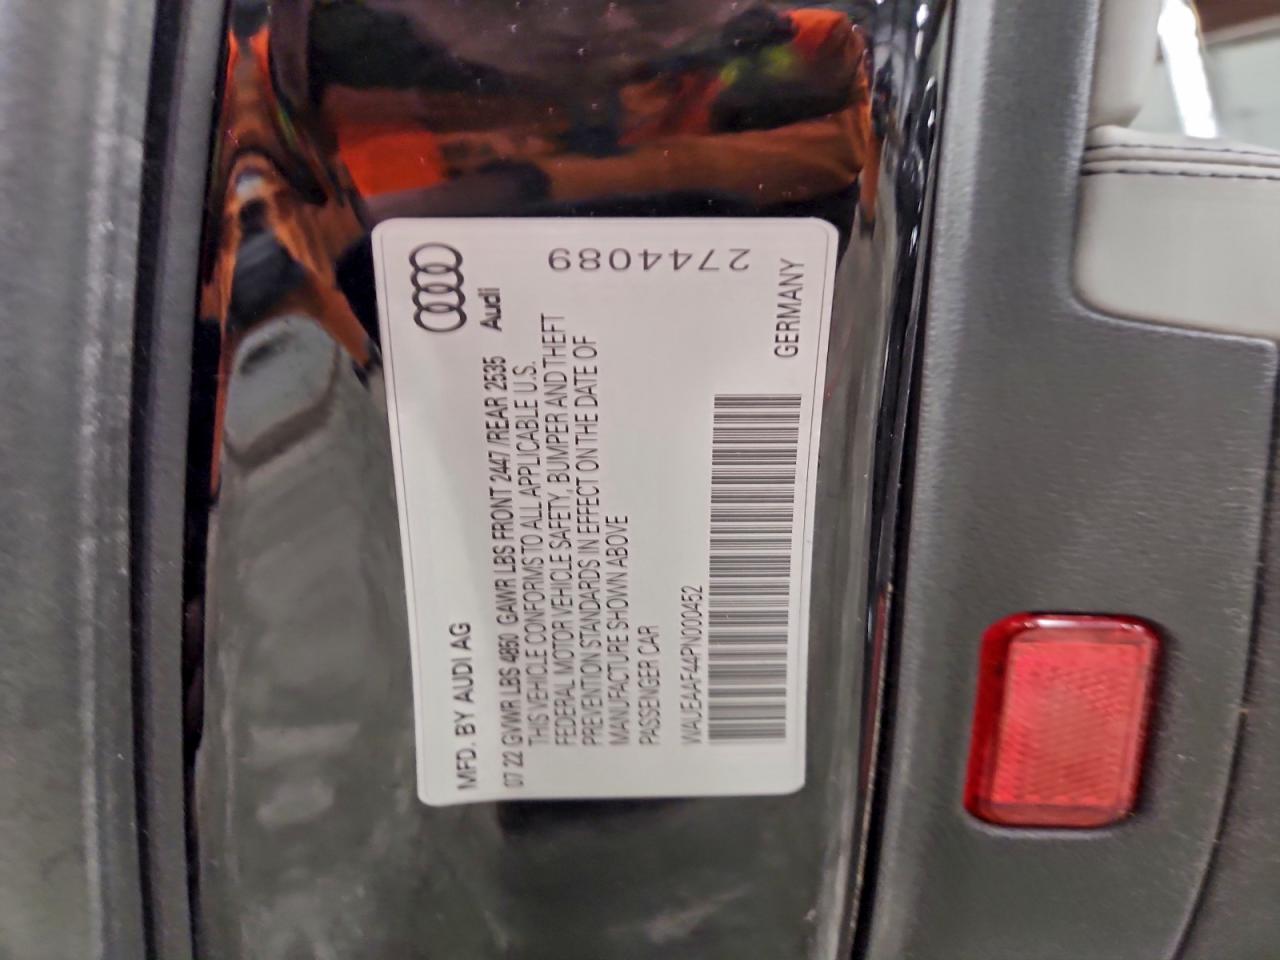 MFD. BY AUDI AG
Audi
07 22 GVWR LBS 4850 GAWR LBS FRONT 2447 /REAR 2535
THIS VEHICLE CONFORMS TO ALL APPLICABLE U.S.
FEDERAL MOTOR VEHICLE SAFETY, BUMPER AND THEFT
PREVENTION STANDARDS IN EFFECT ON THE DATE OF
MANUFACTURE SHOWN ABOVE
PASSENGER CAR
WAUEAAF44PN000452
GERMANY
2744089